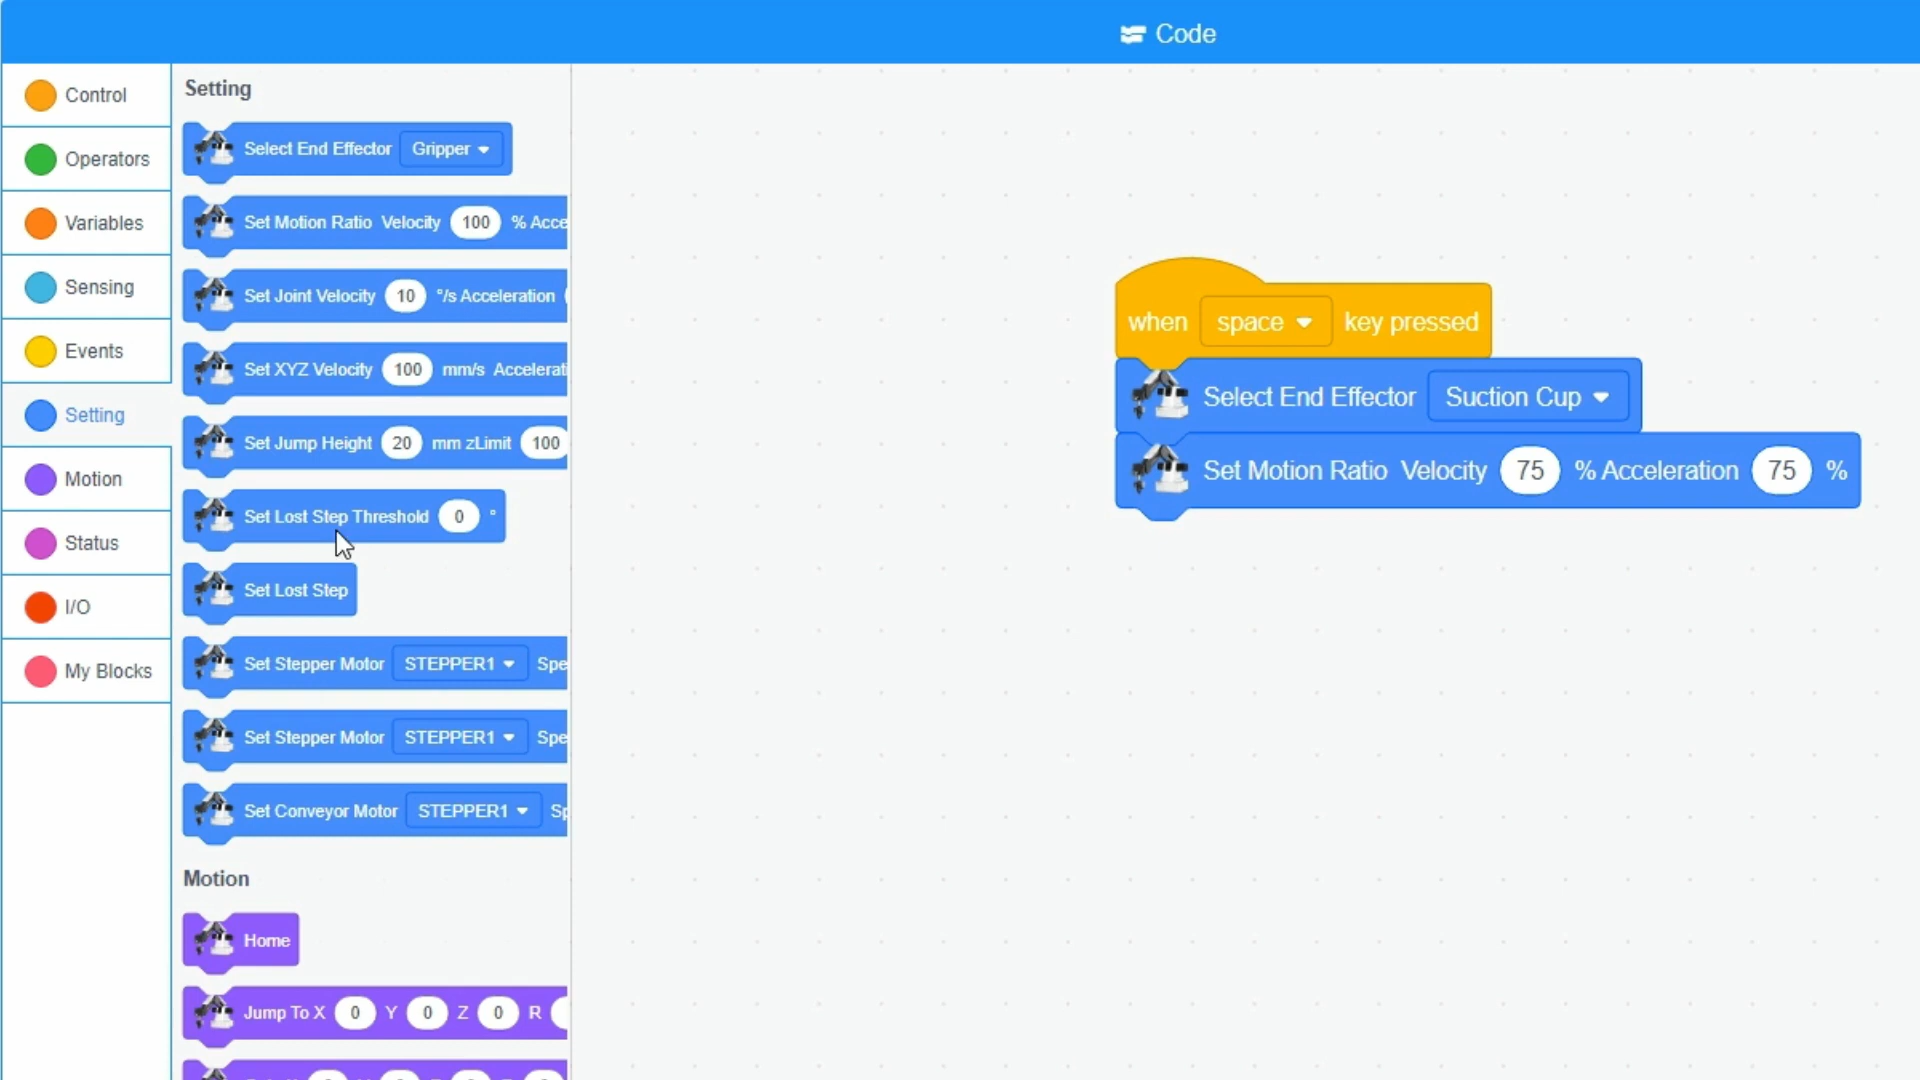 Code
Control
Operators
Variables
Sensing
Events
Setting
Motion
Status
I/O
My Blocks
Setting
Select End Effector Gripper
Set Motion Ratio Velocity 100 % Acce
Set Joint Velocity 10 °/s Acceleration
Set XYZ Velocity 100 mm/s Accelerati
Set Jump Height 20 mm zLimit 100
Set Lost Step Threshold 0 °
Set Lost Step
Set Stepper Motor STEPPER1 Spe
Set Stepper Motor STEPPER1 Spe
Set Conveyor Motor STEPPER1 Sp
Motion
Home
Jump To X 0 Y 0 Z 0 R
when space key pressed
Select End Effector Suction Cup
Set Motion Ratio Velocity 75 % Acceleration 75 %